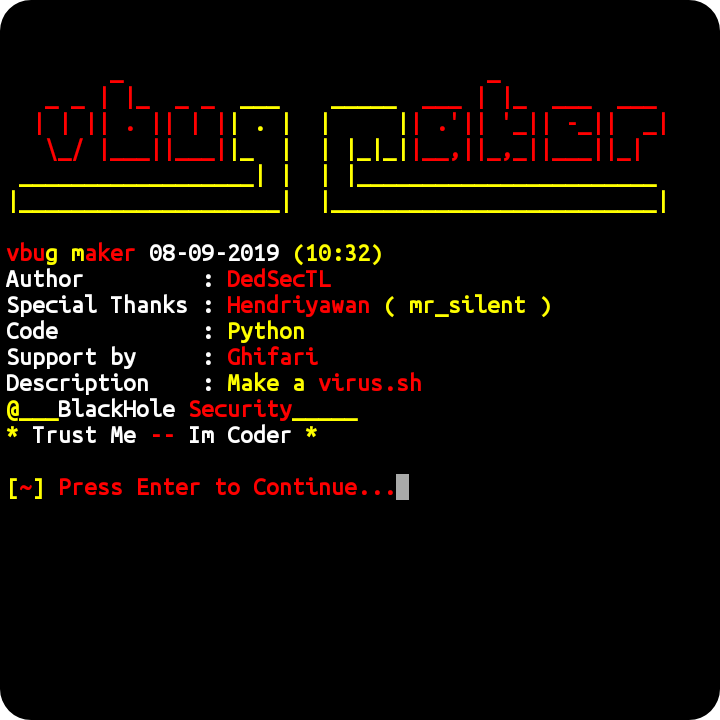 vbug maker
vbug maker 08-09-2019 (10:32)
Author : DedSecTL
Special Thanks : Hendriyawan ( mr_silent )
Code : Python
Support by : Ghifari
Description : Make a virus.sh
@___BlackHole Security_____
* Trust Me -- Im Coder *
[~] Press Enter to Continue...